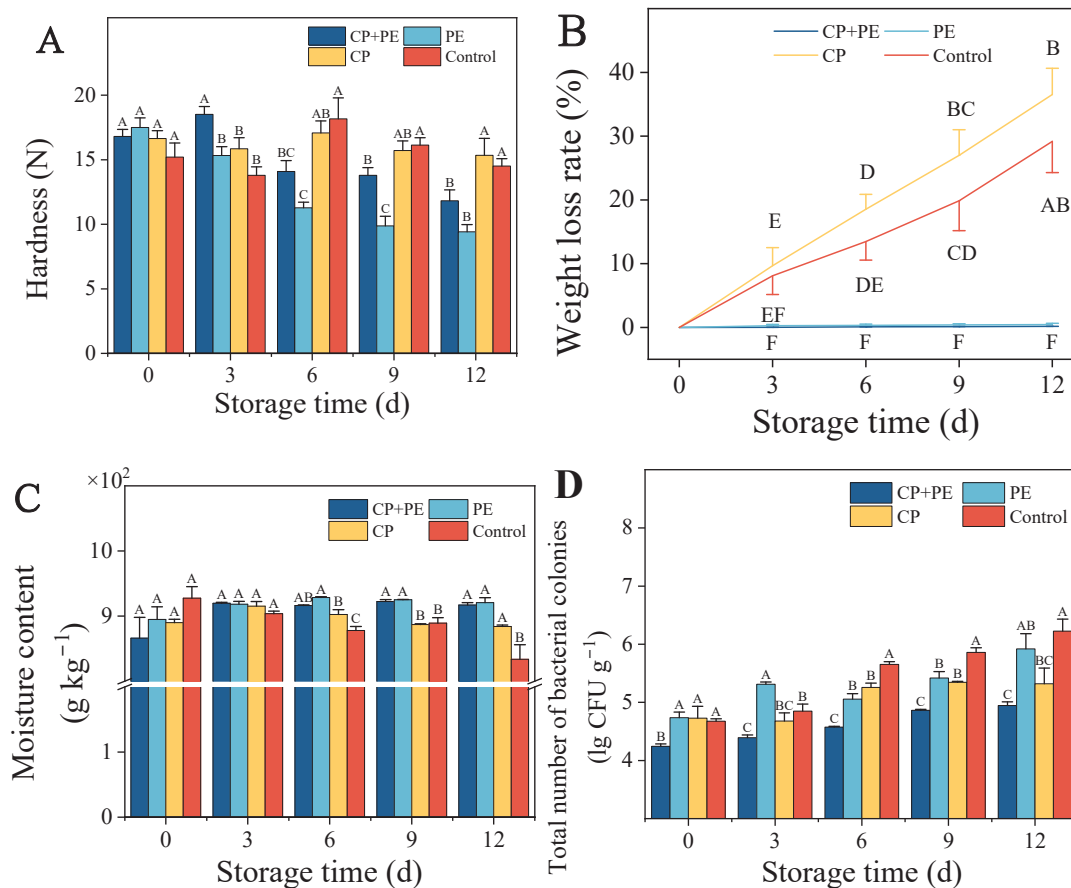 A
CP+PE PE
CP Control
Hardness (N)
20
15
10
5
0
A A A A
A B B B
BC C AB A
B C AB A
B B A A
0 3 6 9 12
Storage time (d)
B
CP+PE PE
CP Control
Weight loss rate (%)
40
30
20
10
0
E D BC B
EF DE CD AB
F F F F
0 3 6 9 12
Storage time (d)
C
×10²
CP+PE PE
CP Control
Moisture content
(g kg⁻¹)
10
9
1
0
A A A A
A A A A
AB A B C
A A B B
A A A B
0 3 6 9 12
Storage time (d)
D
CP+PE PE
CP Control
Total number of bacterial colonies
(lg CFU g⁻¹)
8
7
6
5
4
B A A A
C A BC B
C B B A
C B B A
C AB BC A
0 3 6 9 12
Storage time (d)